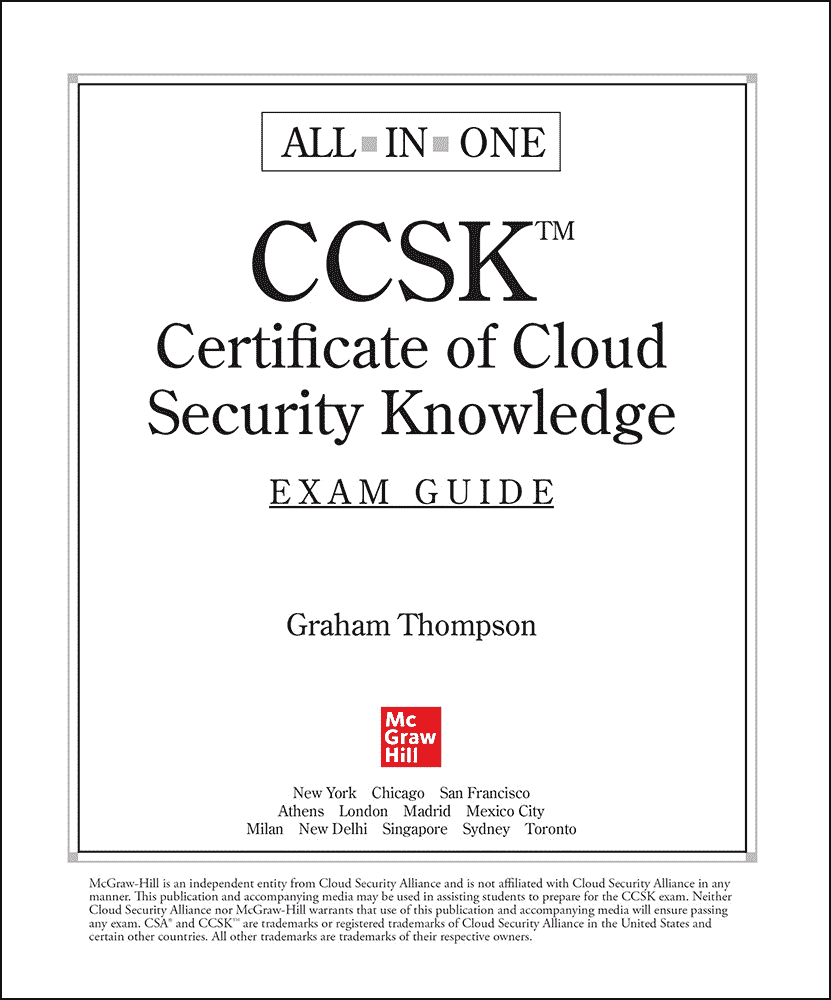 ALL ■ IN ■ ONE
CCSK™
Certificate of Cloud
Security Knowledge
EXAM GUIDE
Graham Thompson
Mc
Graw
Hill
New York Chicago San Francisco
Athens London Madrid Mexico City
Milan New Delhi Singapore Sydney Toronto
McGraw-Hill is an independent entity from Cloud Security Alliance and is not affiliated with Cloud Security Alliance in any
manner. This publication and accompanying media may be used in assisting students to prepare for the CCSK exam. Neither
Cloud Security Alliance nor McGraw-Hill warrants that use of this publication and accompanying media will ensure passing
any exam. CSA® and CCSK™ are trademarks or registered trademarks of Cloud Security Alliance in the United States and
certain other countries. All other trademarks are trademarks of their respective owners.